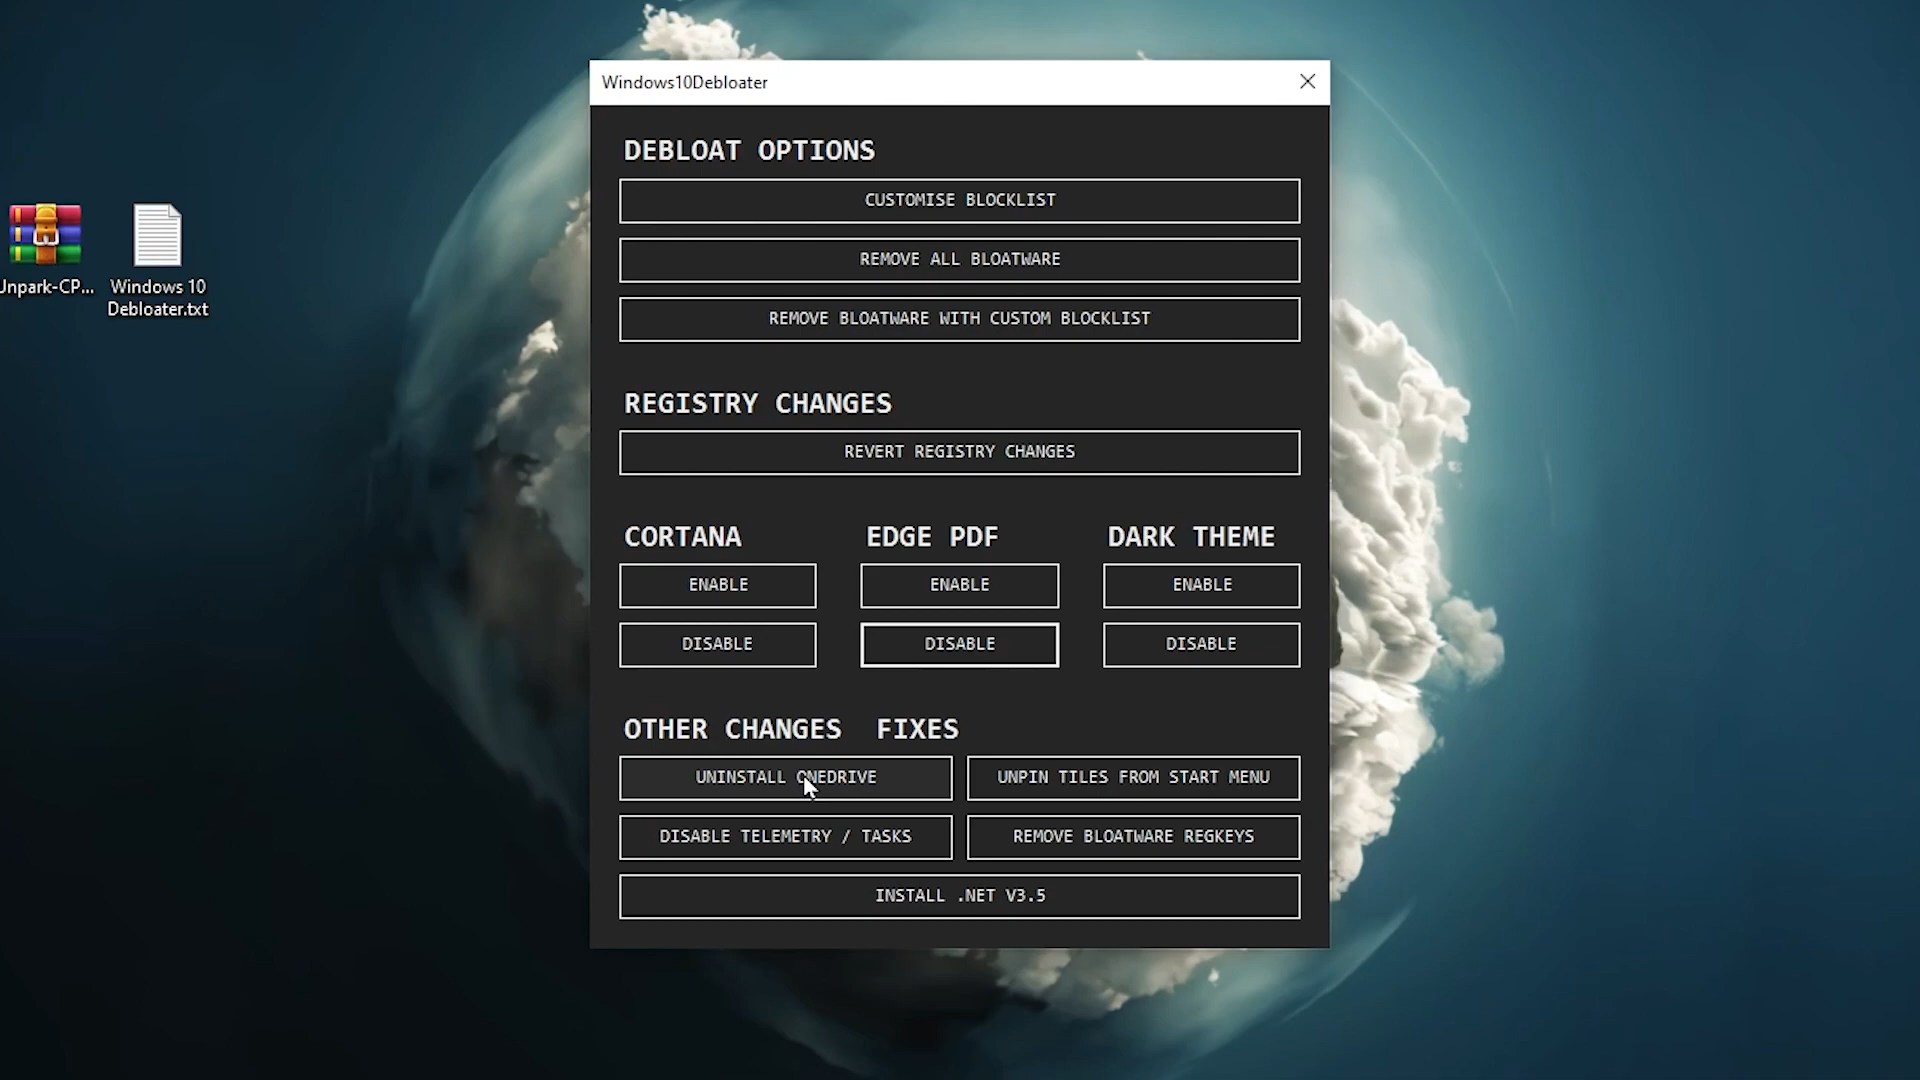 Windows10Debloater
DEBLOAT OPTIONS
CUSTOMISE BLOCKLIST
REMOVE ALL BLOATWARE
REMOVE BLOATWARE WITH CUSTOM BLOCKLIST
REGISTRY CHANGES
REVERT REGISTRY CHANGES
CORTANA EDGE PDF DARK THEME
ENABLE ENABLE ENABLE
DISABLE DISABLE DISABLE
OTHER CHANGES FIXES
UNINSTALL ONEDRIVE UNPIN TILES FROM START MENU
DISABLE TELEMETRY / TASKS REMOVE BLOATWARE REGKEYS
INSTALL .NET V3.5
Unpark-CP...
Windows 10
Debloater.txt